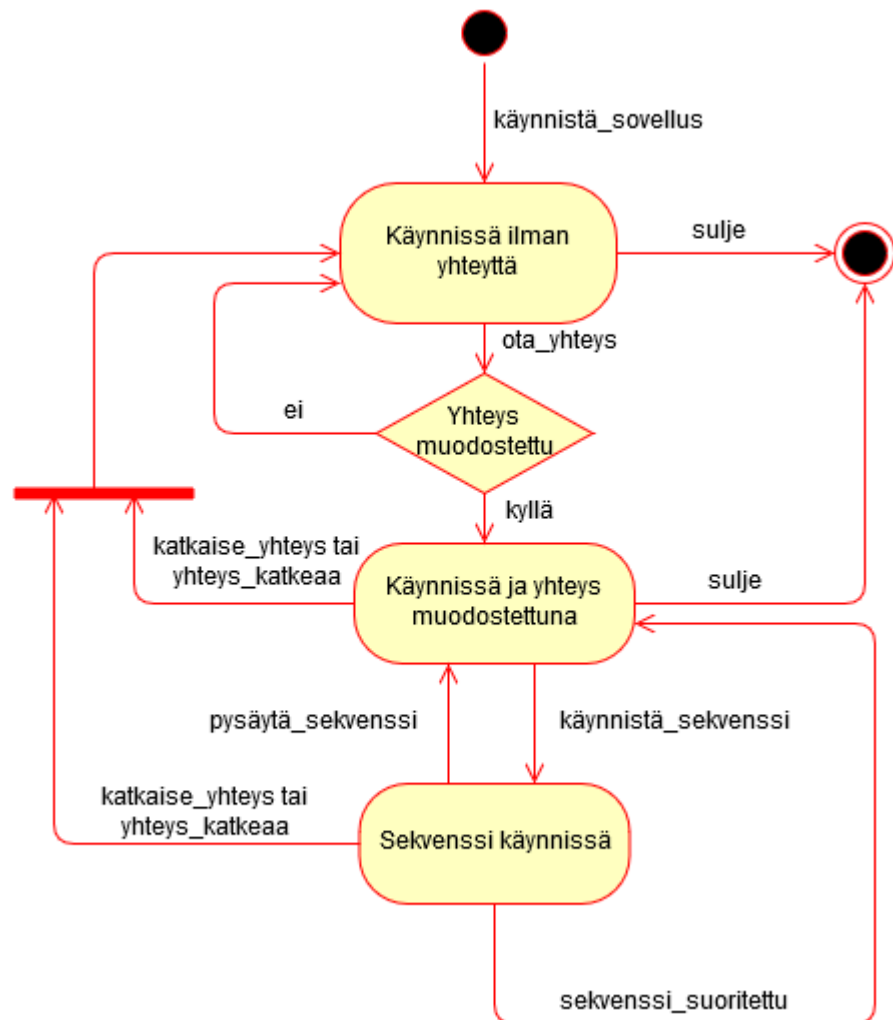 käynnistä_sovellus
Käynnissä ilman
yhteyttä
sulje
ota_yhteys
ei
Yhteys
muodostettu
kyllä
katkaise_yhteys tai
yhteys_katkeaa
Käynnissä ja yhteys
muodostettuna
sulje
pysäytä_sekvenssi
käynnistä_sekvenssi
katkaise_yhteys tai
yhteys_katkeaa
Sekvenssi käynnissä
sekvenssi_suoritettu